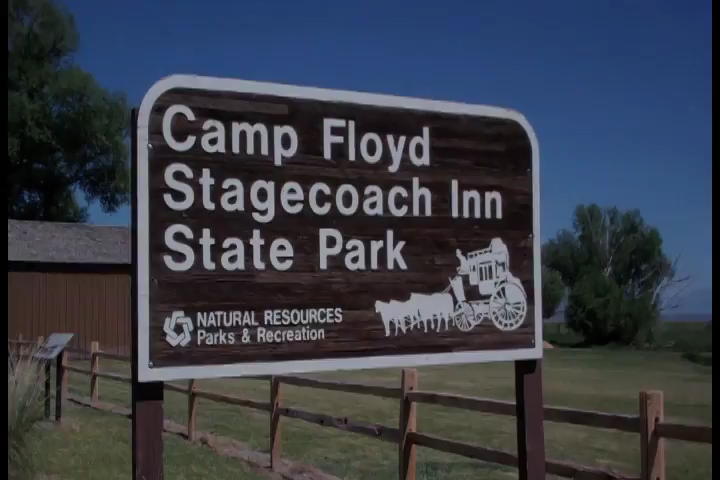 Camp Floyd
Stagecoach Inn
State Park
NATURAL RESOURCES
Parks & Recreation